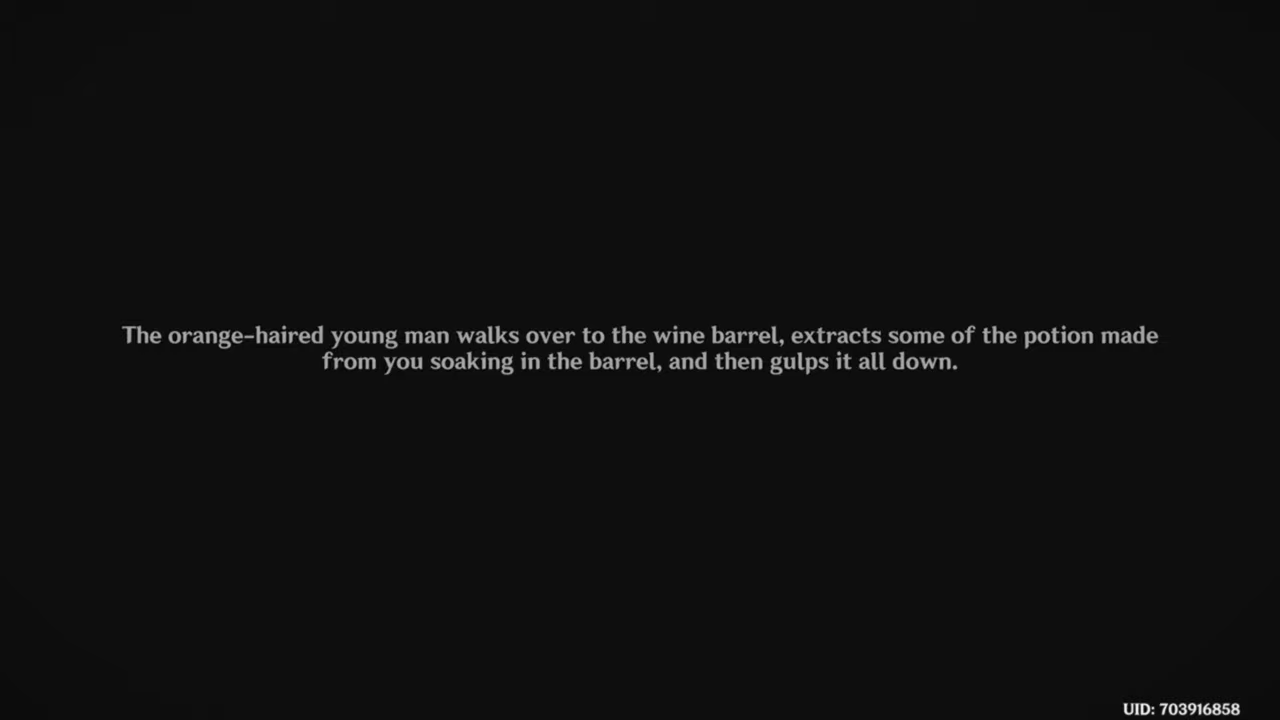 The orange-haired young man walks over to the wine barrel, extracts some of the potion made
from you soaking in the barrel, and then gulps it all down.
UID: 703916858